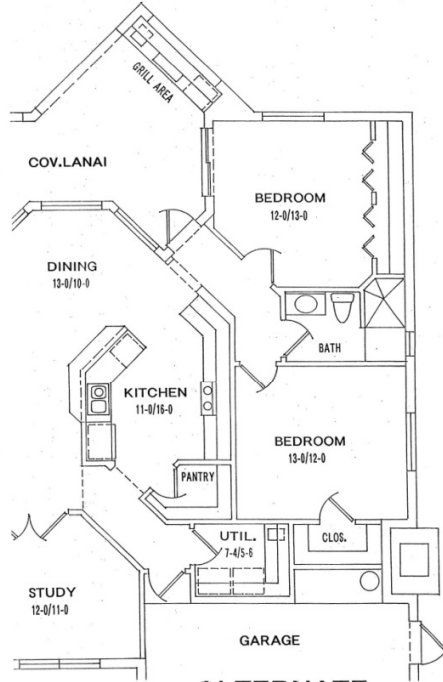 GRILL AREA
COV.LANAI
BEDROOM
12-0/13-0
DINING
13-0/10-0
BATH
KITCHEN
11-0/16-0
BEDROOM
13-0/12-0
PANTRY
UTIL.
7-4/5-6
CLOS.
STUDY
12-0/11-0
GARAGE
ALTERNATE